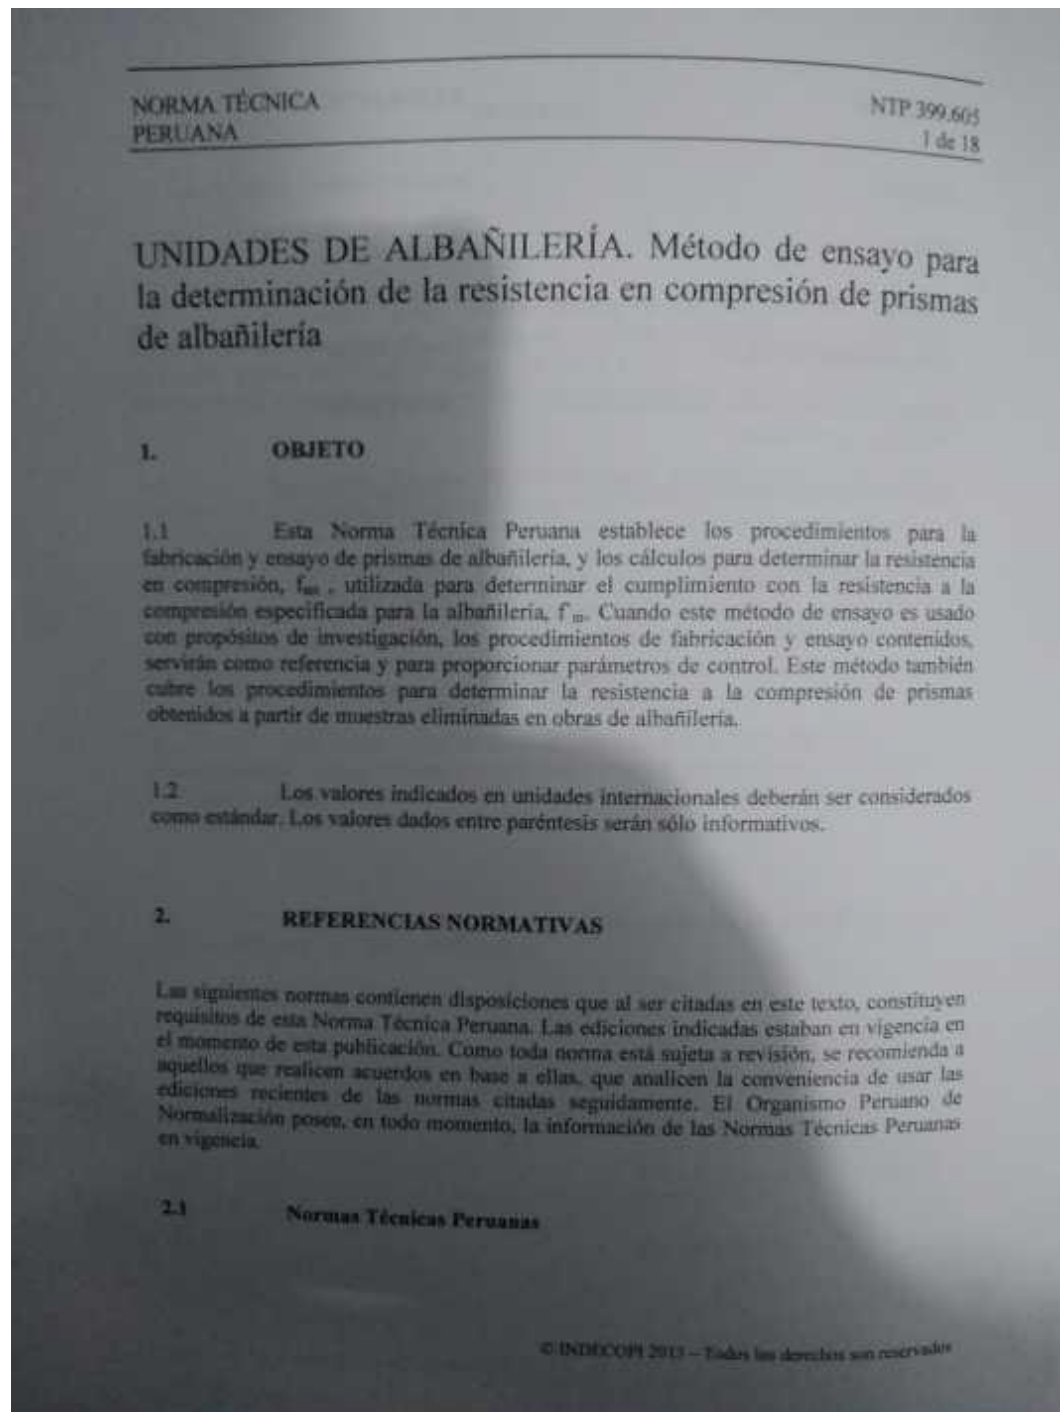 NORMA TÉCNICA
PERUANA
NTP 399.605
1 de 18
UNIDADES DE ALBAÑILERÍA. Método de ensayo para
la determinación de la resistencia en compresión de prismas
de albañilería
1. OBJETO
1.1 Esta Norma Técnica Peruana establece los procedimientos para la
fabricación y ensayo de prismas de albañilería, y los cálculos para determinar la resistencia
en compresión, fmt , utilizada para determinar el cumplimiento con la resistencia a la
compresión especificada para la albañilería, f'm. Cuando este método de ensayo es usado
con propósitos de investigación, los procedimientos de fabricación y ensayo contenidos,
servirán como referencia y para proporcionar parámetros de control. Este método también
cubre los procedimientos para determinar la resistencia a la compresión de prismas
obtenidos a partir de muestras eliminadas en obras de albañilería.
1.2 Los valores indicados en unidades internacionales deberán ser considerados
como estándar. Los valores dados entre paréntesis serán sólo informativos.
2. REFERENCIAS NORMATIVAS
Las siguientes normas contienen disposiciones que al ser citadas en este texto, constituyen
requisitos de esta Norma Técnica Peruana. Las ediciones indicadas estaban en vigencia en
el momento de esta publicación. Como toda norma está sujeta a revisión, se recomienda a
aquellos que realicen acuerdos en base a ellas, que analicen la conveniencia de usar las
ediciones recientes de las normas citadas seguidamente. El Organismo Peruano de
Normalización posee, en todo momento, la información de las Normas Técnicas Peruanas
en vigencia.
2.1 Normas Técnicas Peruanas
© INDECOPI 2013 – Todos los derechos son reservados